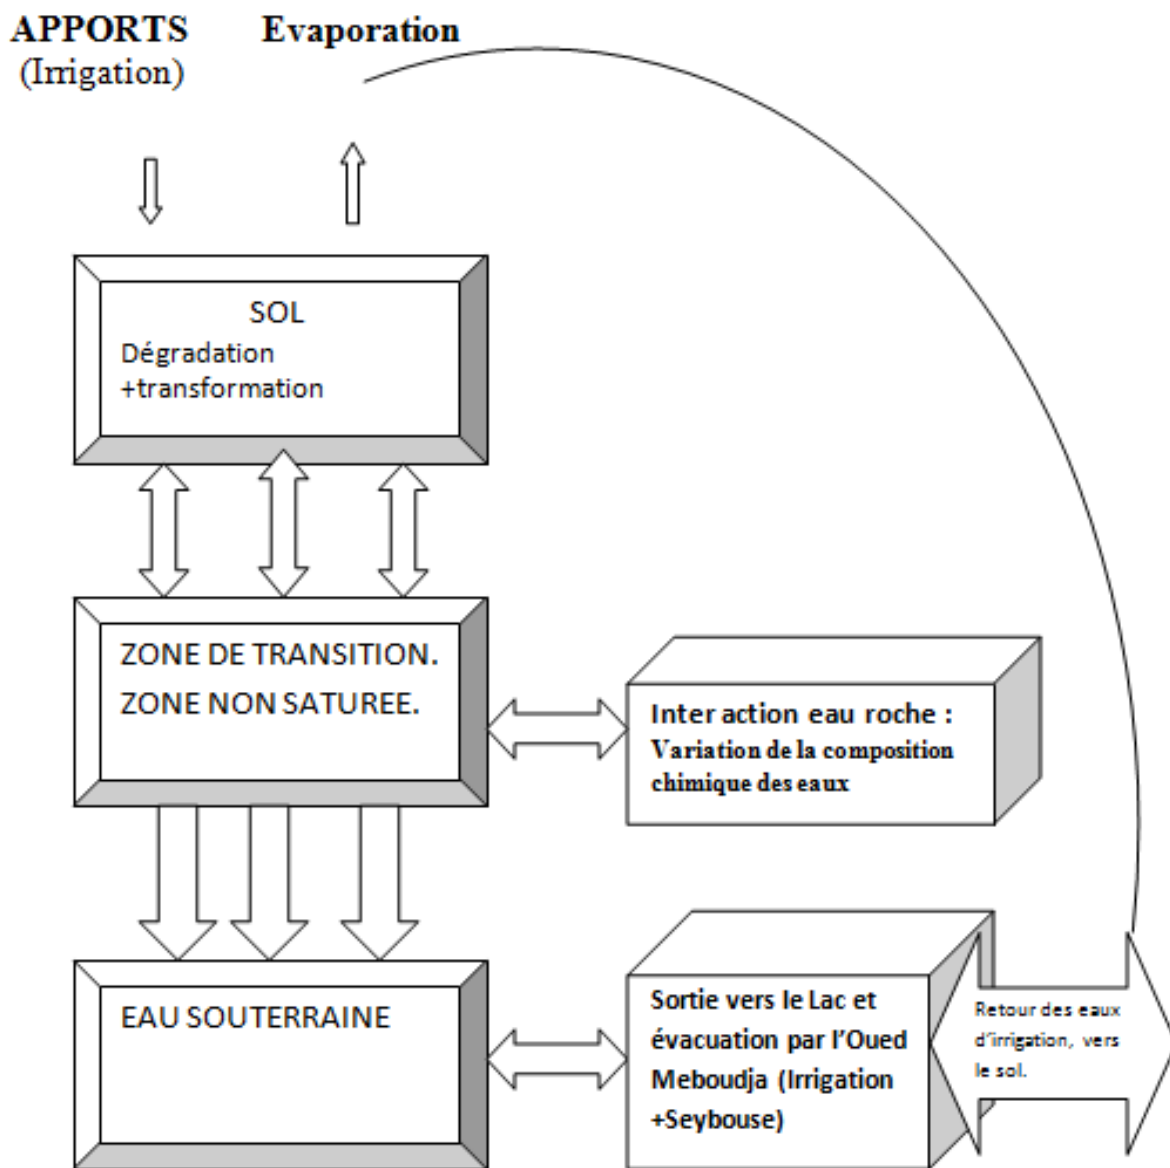 APPORTS
(Irrigation)
Evaporation
SOL
Dégradation
+transformation
ZONE DE TRANSITION.
ZONE NON SATUREE.
Inter action eau roche :
Variation de la composition
chimique des eaux
EAU SOUTERRAINE
Sortie vers le Lac et
évacuation par l'Oued
Meboudja (Irrigation
+Seybouse)
Retour des eaux
d'irrigation, vers
le sol.